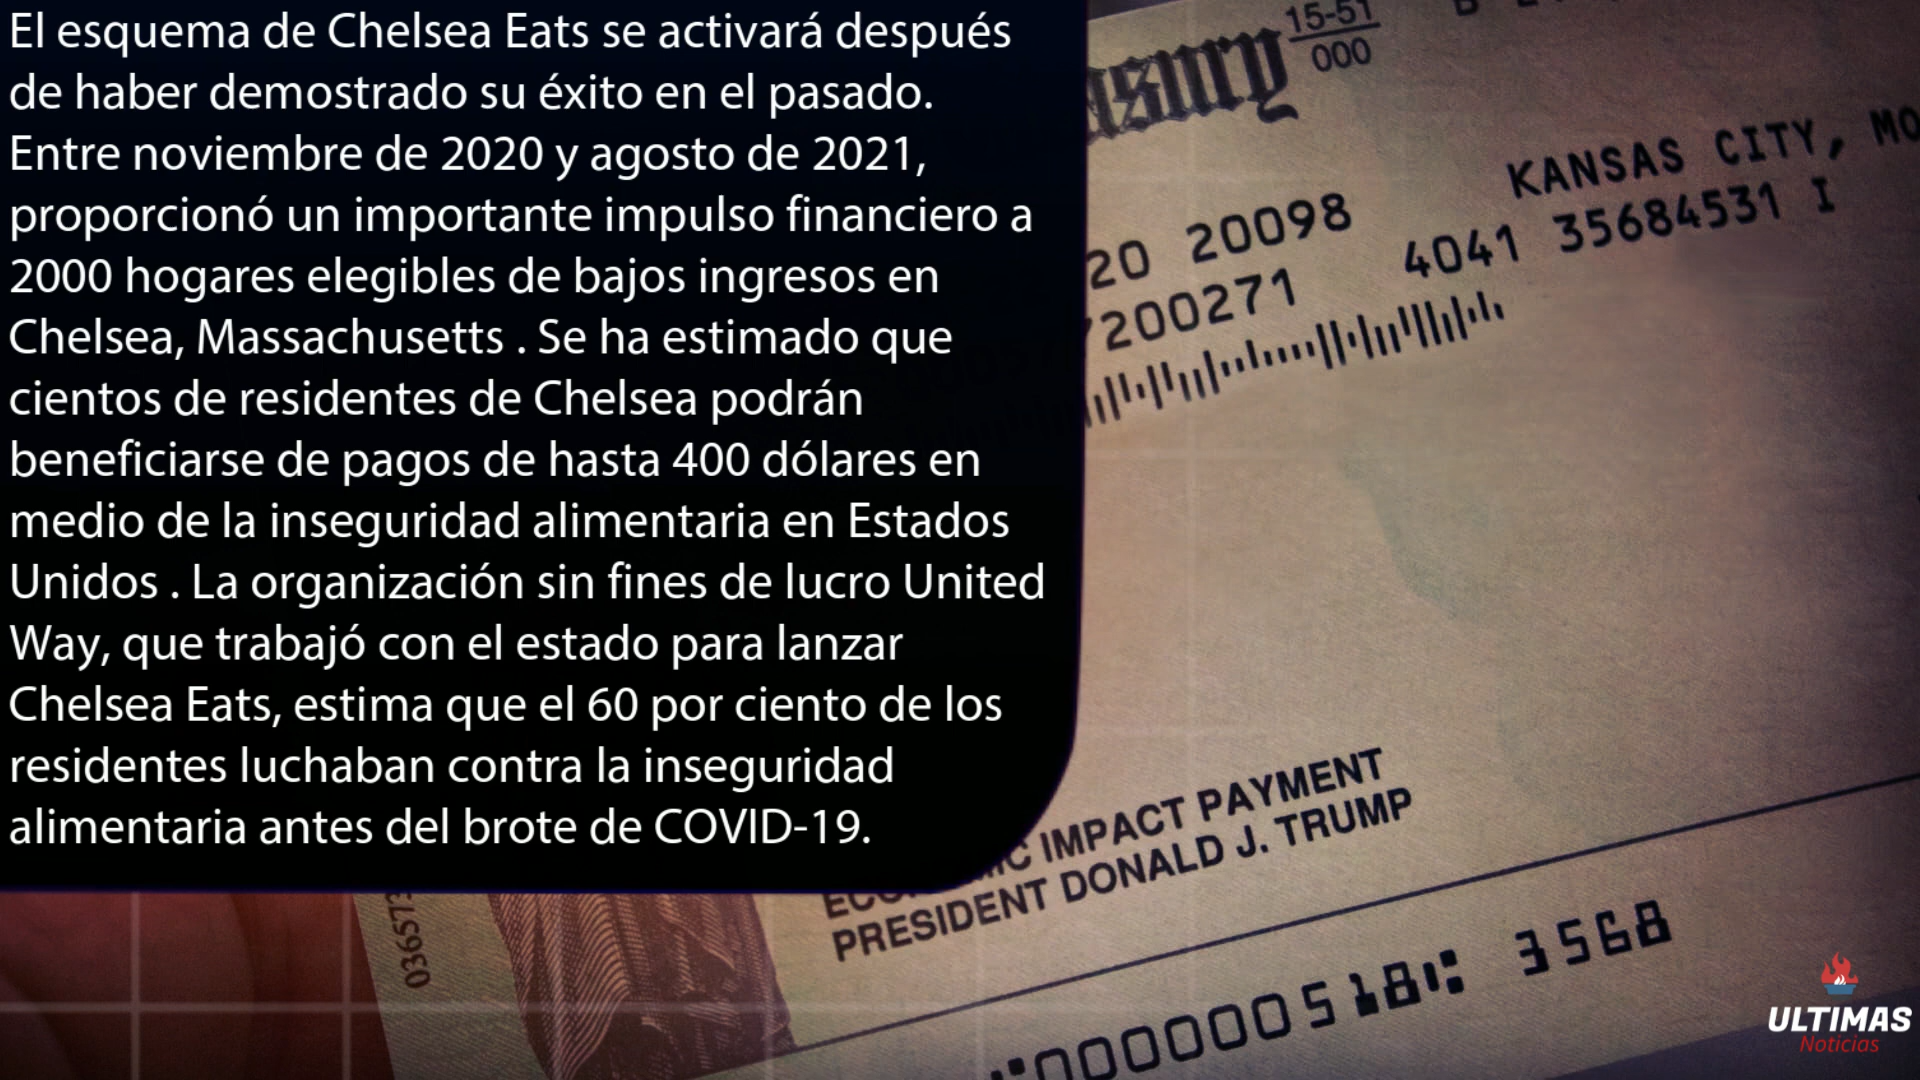 El esquema de Chelsea Eats se activará después
de haber demostrado su éxito en el pasado.
Entre noviembre de 2020 y agosto de 2021,
proporcionó un importante impulso financiero a
2000 hogares elegibles de bajos ingresos en
Chelsea, Massachusetts . Se ha estimado que
cientos de residentes de Chelsea podrán
beneficiarse de pagos de hasta 400 dólares en
medio de la inseguridad alimentaria en Estados
Unidos . La organización sin fines de lucro United
Way, que trabajó con el estado para lanzar
Chelsea Eats, estima que el 60 por ciento de los
residentes luchaban contra la inseguridad
alimentaria antes del brote de COVID-19.
15-51
000
KANSAS CITY, MO
20 20098
4041 35684531 I
7200271
IMPACT PAYMENT
PRESIDENT DONALD J. TRUMP
036573
000000518 3568
ULTIMAS
Noticias